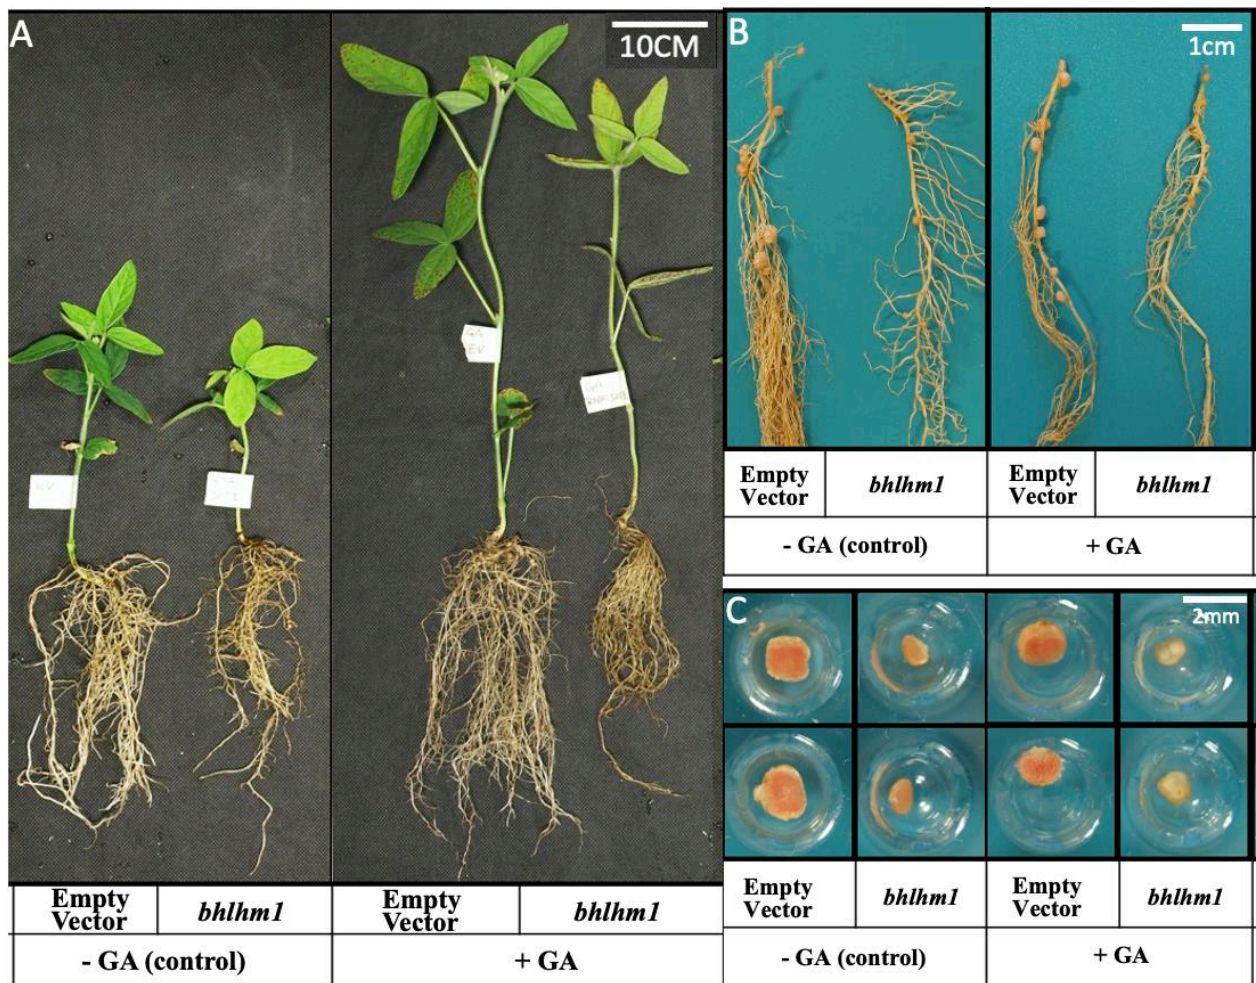 A
10CM
Empty
Vector
bhlhm1
Empty
Vector
bhlhm1
- GA (control)
+ GA
B
1cm
Empty
Vector
bhlhm1
Empty
Vector
bhlhm1
- GA (control)
+ GA
C
2mm
Empty
Vector
bhlhm1
Empty
Vector
bhlhm1
- GA (control)
+ GA
EV